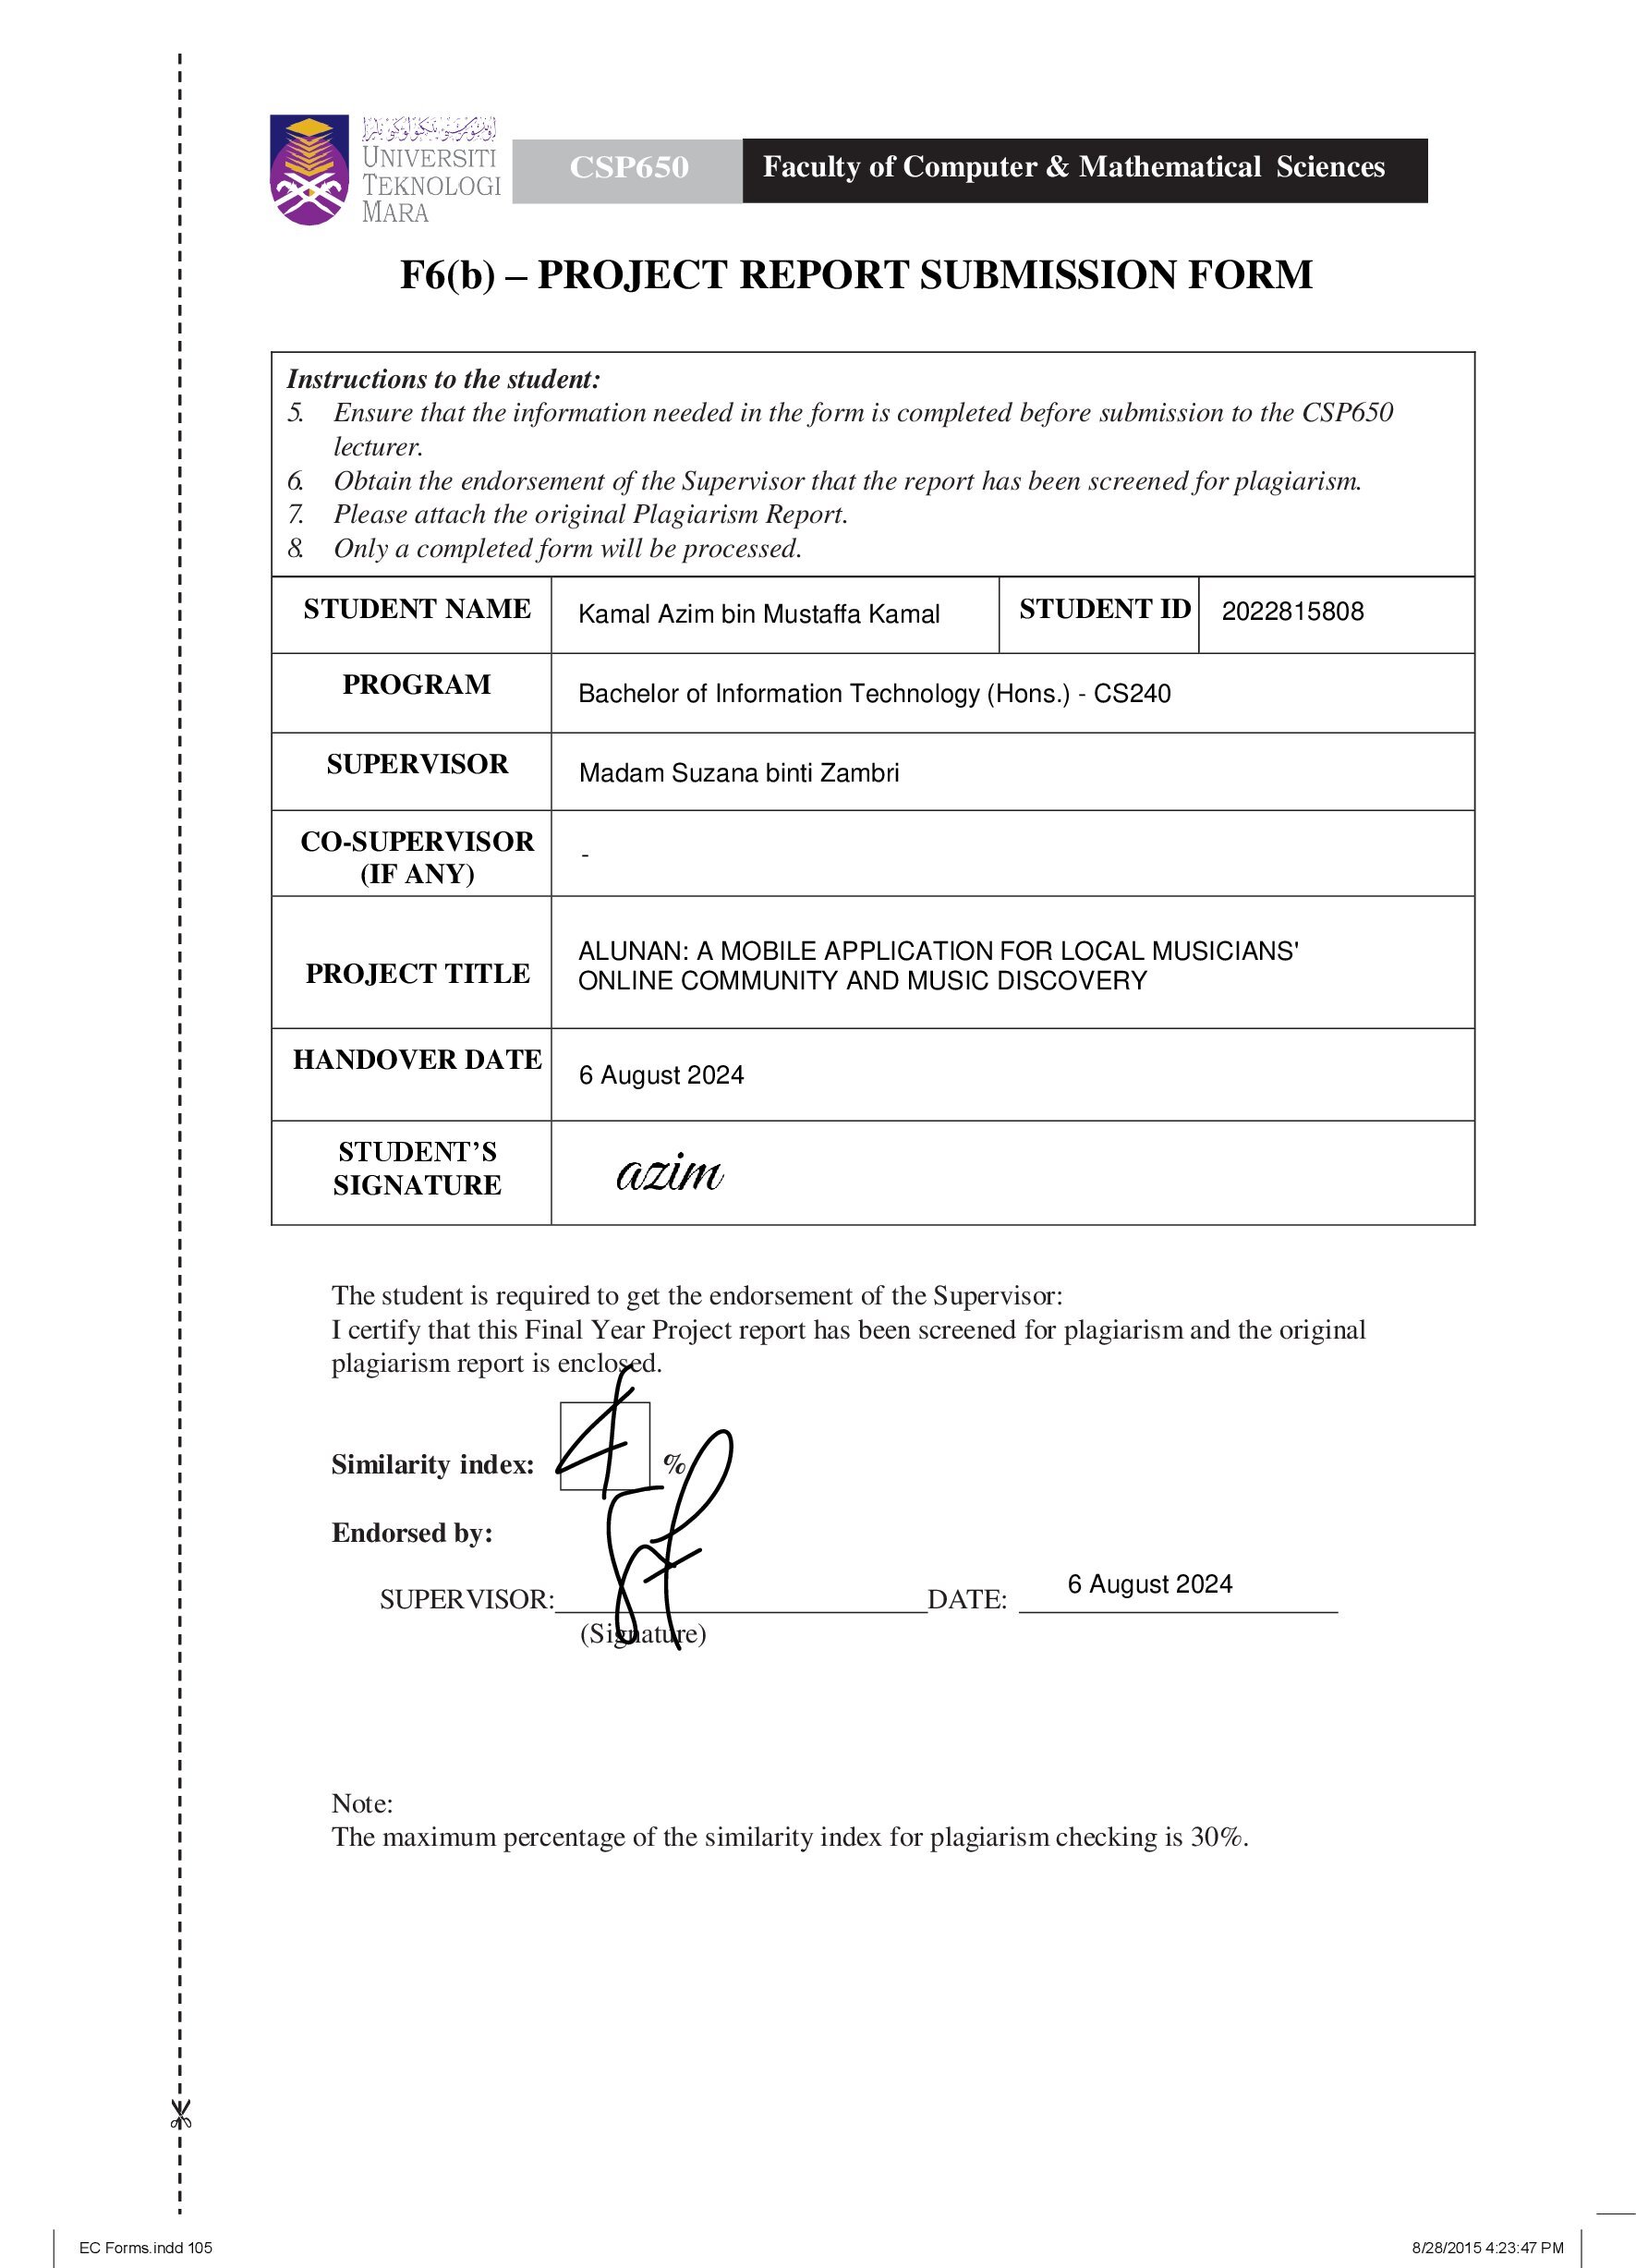 UNIVERSITI
TEKNOLOGI
MARA
CSP650
Faculty of Computer & Mathematical Sciences
F6(b) – PROJECT REPORT SUBMISSION FORM
Instructions to the student:
5. Ensure that the information needed in the form is completed before submission to the CSP650
lecturer.
6. Obtain the endorsement of the Supervisor that the report has been screened for plagiarism.
7. Please attach the original Plagiarism Report.
8. Only a completed form will be processed.
STUDENT NAME Kamal Azim bin Mustaffa Kamal STUDENT ID 2022815808
PROGRAM Bachelor of Information Technology (Hons.) - CS240
SUPERVISOR Madam Suzana binti Zambri
CO-SUPERVISOR
(IF ANY) -
PROJECT TITLE ALUNAN: A MOBILE APPLICATION FOR LOCAL MUSICIANS'
ONLINE COMMUNITY AND MUSIC DISCOVERY
HANDOVER DATE 6 August 2024
STUDENT’S
SIGNATURE azim
The student is required to get the endorsement of the Supervisor:
I certify that this Final Year Project report has been screened for plagiarism and the original
plagiarism report is enclosed.
Similarity index: 4 %
Endorsed by:
SUPERVISOR: DATE: 6 August 2024
(Signature)
Note:
The maximum percentage of the similarity index for plagiarism checking is 30%.
EC Forms.indd 105 8/28/2015 4:23:47 PM